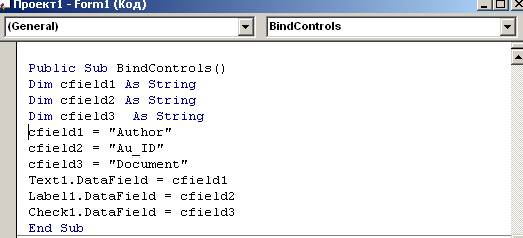 Проект1 - Form1 (Код)
(General)
BindControls
Public Sub BindControls()
Dim cfield1 As String
Dim cfield2 As String
Dim cfield3  As String
cfield1 = "Author"
cfield2 = "Au_ID"
cfield3 = "Document"
Text1.DataField = cfield1
Label1.DataField = cfield2
Check1.DataField = cfield3
End Sub